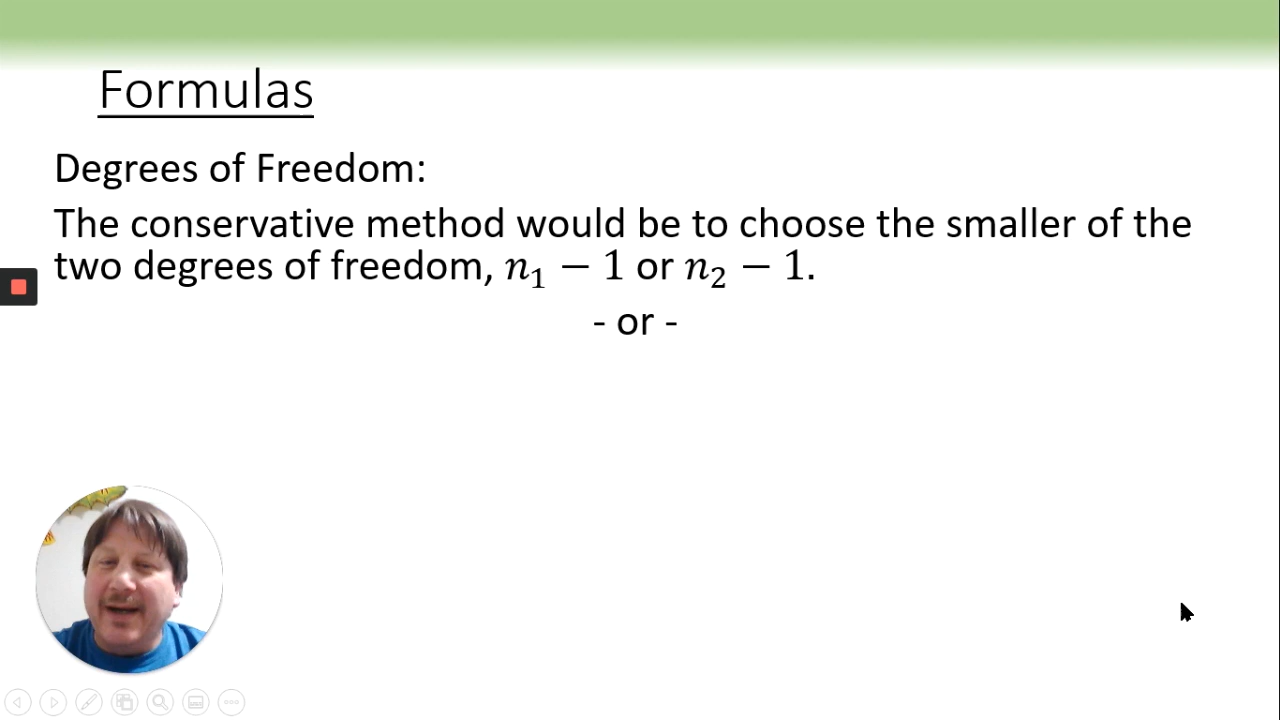 Formulas
Degrees of Freedom:
The conservative method would be to choose the smaller of the
two degrees of freedom, 𝑛₁ − 1 or 𝑛₂ − 1.
- or -